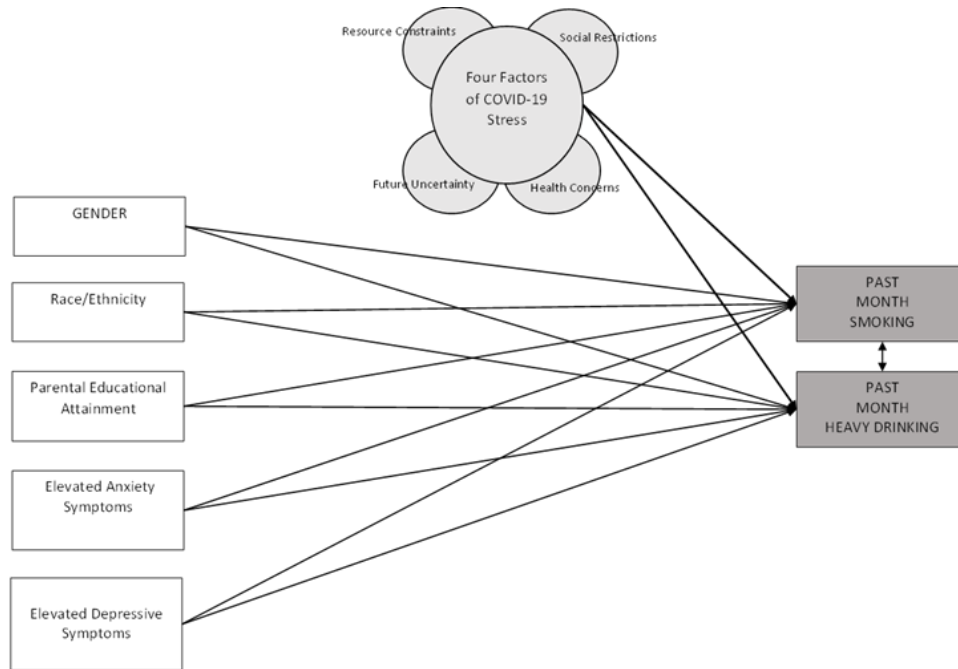 Resource Constraints
Social Restrictions
Four Factors
of COVID-19
Stress
Future Uncertainty
Health Concerns
GENDER
Race/Ethnicity
Parental Educational
Attainment
Elevated Anxiety
Symptoms
Elevated Depressive
Symptoms
PAST
MONTH
SMOKING
PAST
MONTH
HEAVY DRINKING